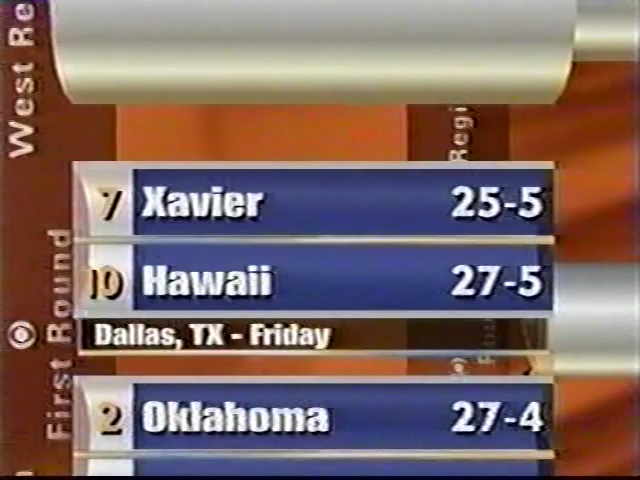 West Re
Regi
7 Xavier 25-5
10 Hawaii 27-5
Dallas, TX - Friday
First Round
2 Oklahoma 27-4